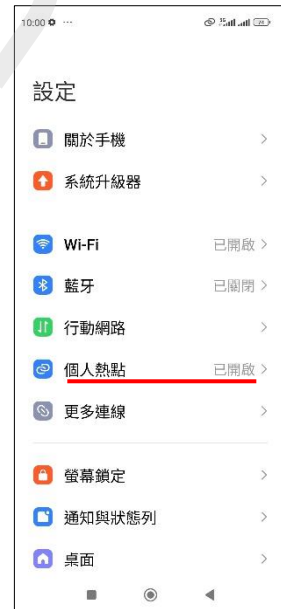 10:00
設定
關於手機
系統升級器
Wi-Fi 已開啟
藍牙 已關閉
行動網路
個人熱點 已開啟
更多連線
螢幕鎖定
通知與狀態列
桌面